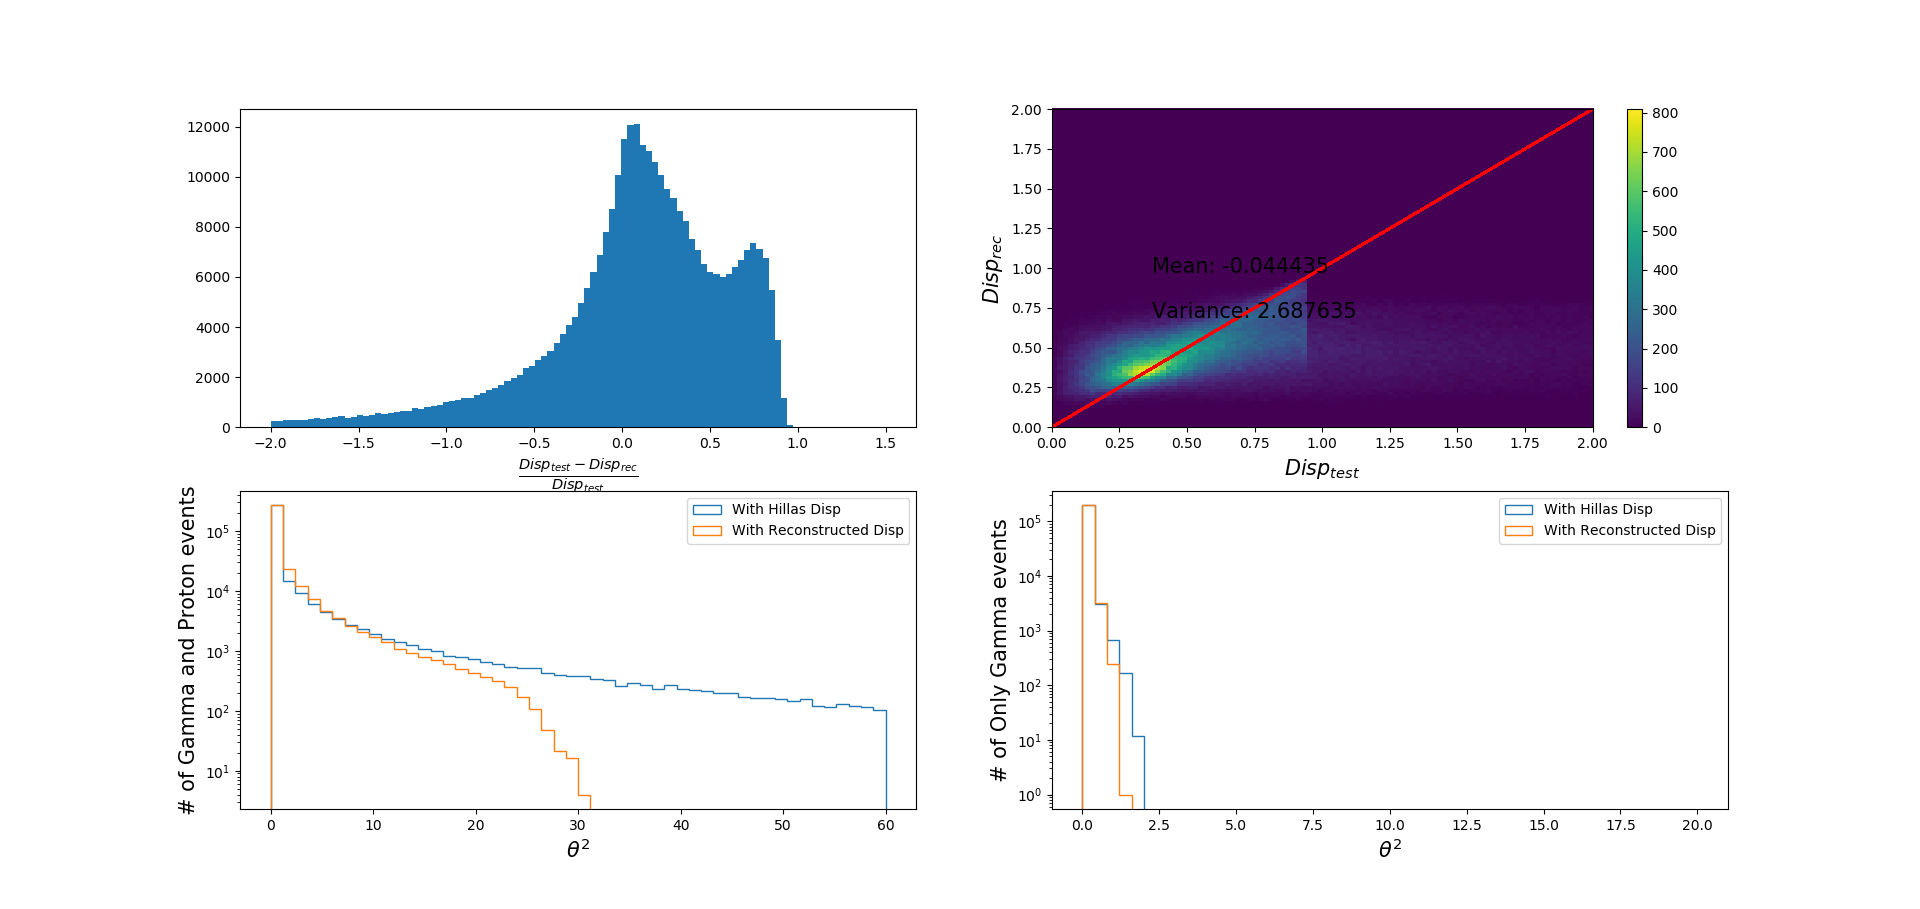 12000
10000
8000
6000
4000
2000
0
−2.0 −1.5 −1.0 −0.5 0.0 0.5 1.0 1.5
Disp_test − Disp_rec
Disp_test
2.00
1.75
1.50
1.25
1.00
0.75
0.50
0.25
0.00
Disp_rec
Mean: -0.044435
Variance: 2.687635
0.00 0.25 0.50 0.75 1.00 1.25 1.50 1.75 2.00
Disp_test
800
700
600
500
400
300
200
100
0
# of Gamma and Proton events
10^5
10^4
10^3
10^2
10^1
With Hillas Disp
With Reconstructed Disp
0 10 20 30 40 50 60
θ^2
# of Only Gamma events
10^5
10^4
10^3
10^2
10^1
10^0
With Hillas Disp
With Reconstructed Disp
0.0 2.5 5.0 7.5 10.0 12.5 15.0 17.5 20.0
θ^2